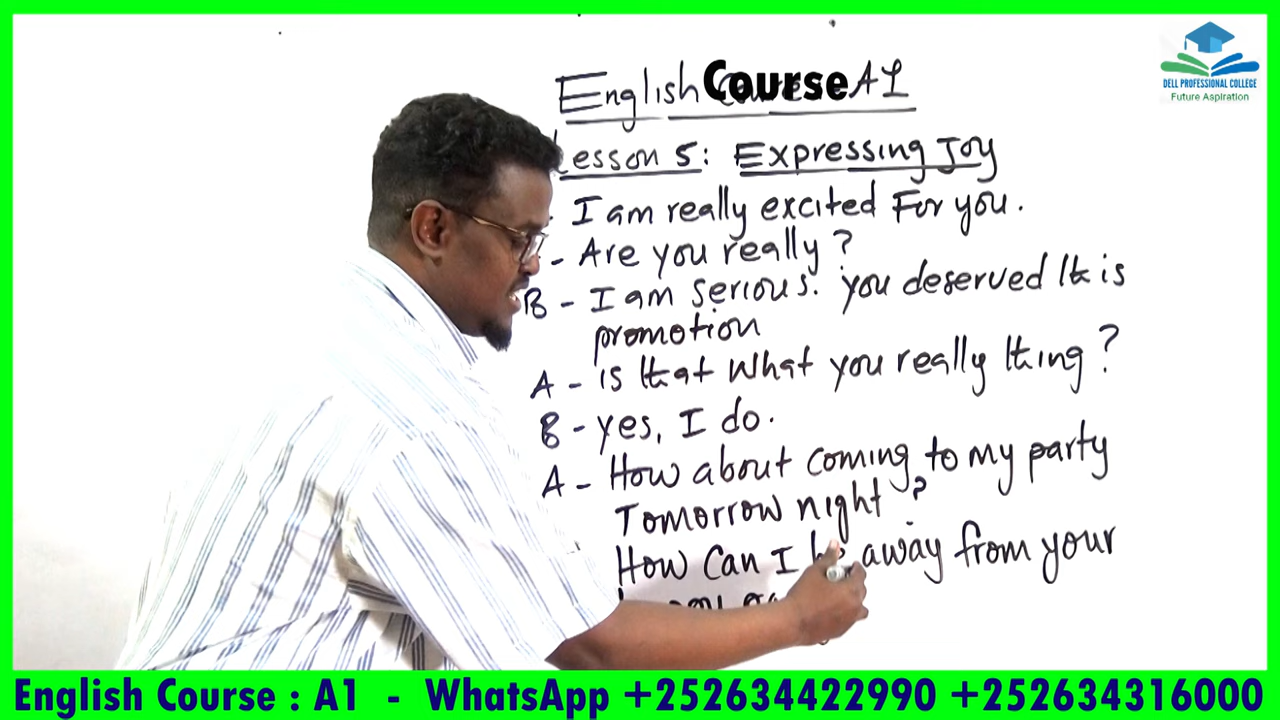 English Course A1
DELL PROFESSIONAL COLLEGE
Future Aspiration
Lesson 5: Expressing Joy
I am really excited For you.
- Are you really?
B - I am serious. you deserved It is
promotion
A - is that what you really thing?
B - yes, I do.
A - How about coming to my party
Tomorrow night?
How Can I be away from your
English Course : A1 - WhatsApp +252634422990 +252634316000